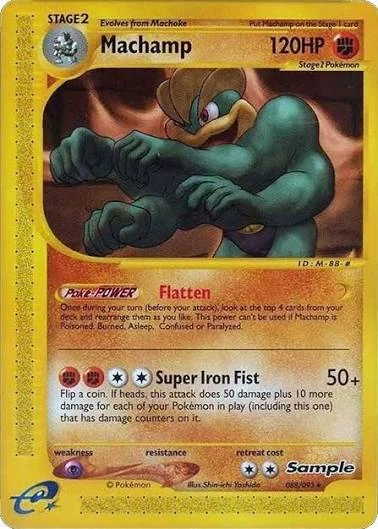 STAGE2
Evolves from Machoke
Put Machamp on the Stage 1 card
Machamp
120HP
Stage2 Pokémon
ID:M-88-#
Poké-POWER Flatten
Once during your turn (before your attack), look at the top 4 cards from your
deck and rearrange them as you like. This power can't be used if Machamp is
Poisoned. Burned, Asleep, Confused or Paralyzed.
Super Iron Fist 50+
Flip a coin. If heads, this attack does 50 damage plus 10 more
damage for each of your Pokémon in play (including this one)
that has damage counters on it.
weakness resistance retreat cost
Sample
© Pokémon
Illus.Shin-ichi Yoshida
088/093 ★
e